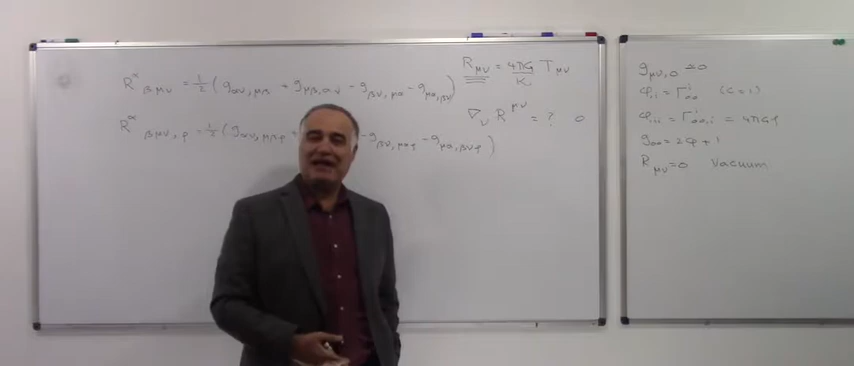 R^α_βμν = 1/2 ( g_αν,μβ + g_μβ,αν - g_βν,μα - g_μα,βν )
R_μν = 4πG/K T_μν
R^α_βμν,ρ = 1/2 ( g_αν,μβρ + - g_βν,μαρ - g_μα,βνρ )
∇_ν R^μν = ? 0
g_μν,0 ≃ 0
φ,i = Γ^i_00 (c=1)
φ,ii = Γ^i_00,i = 4πGρ
g_00 = 2φ + 1
R_μν = 0 Vacuum